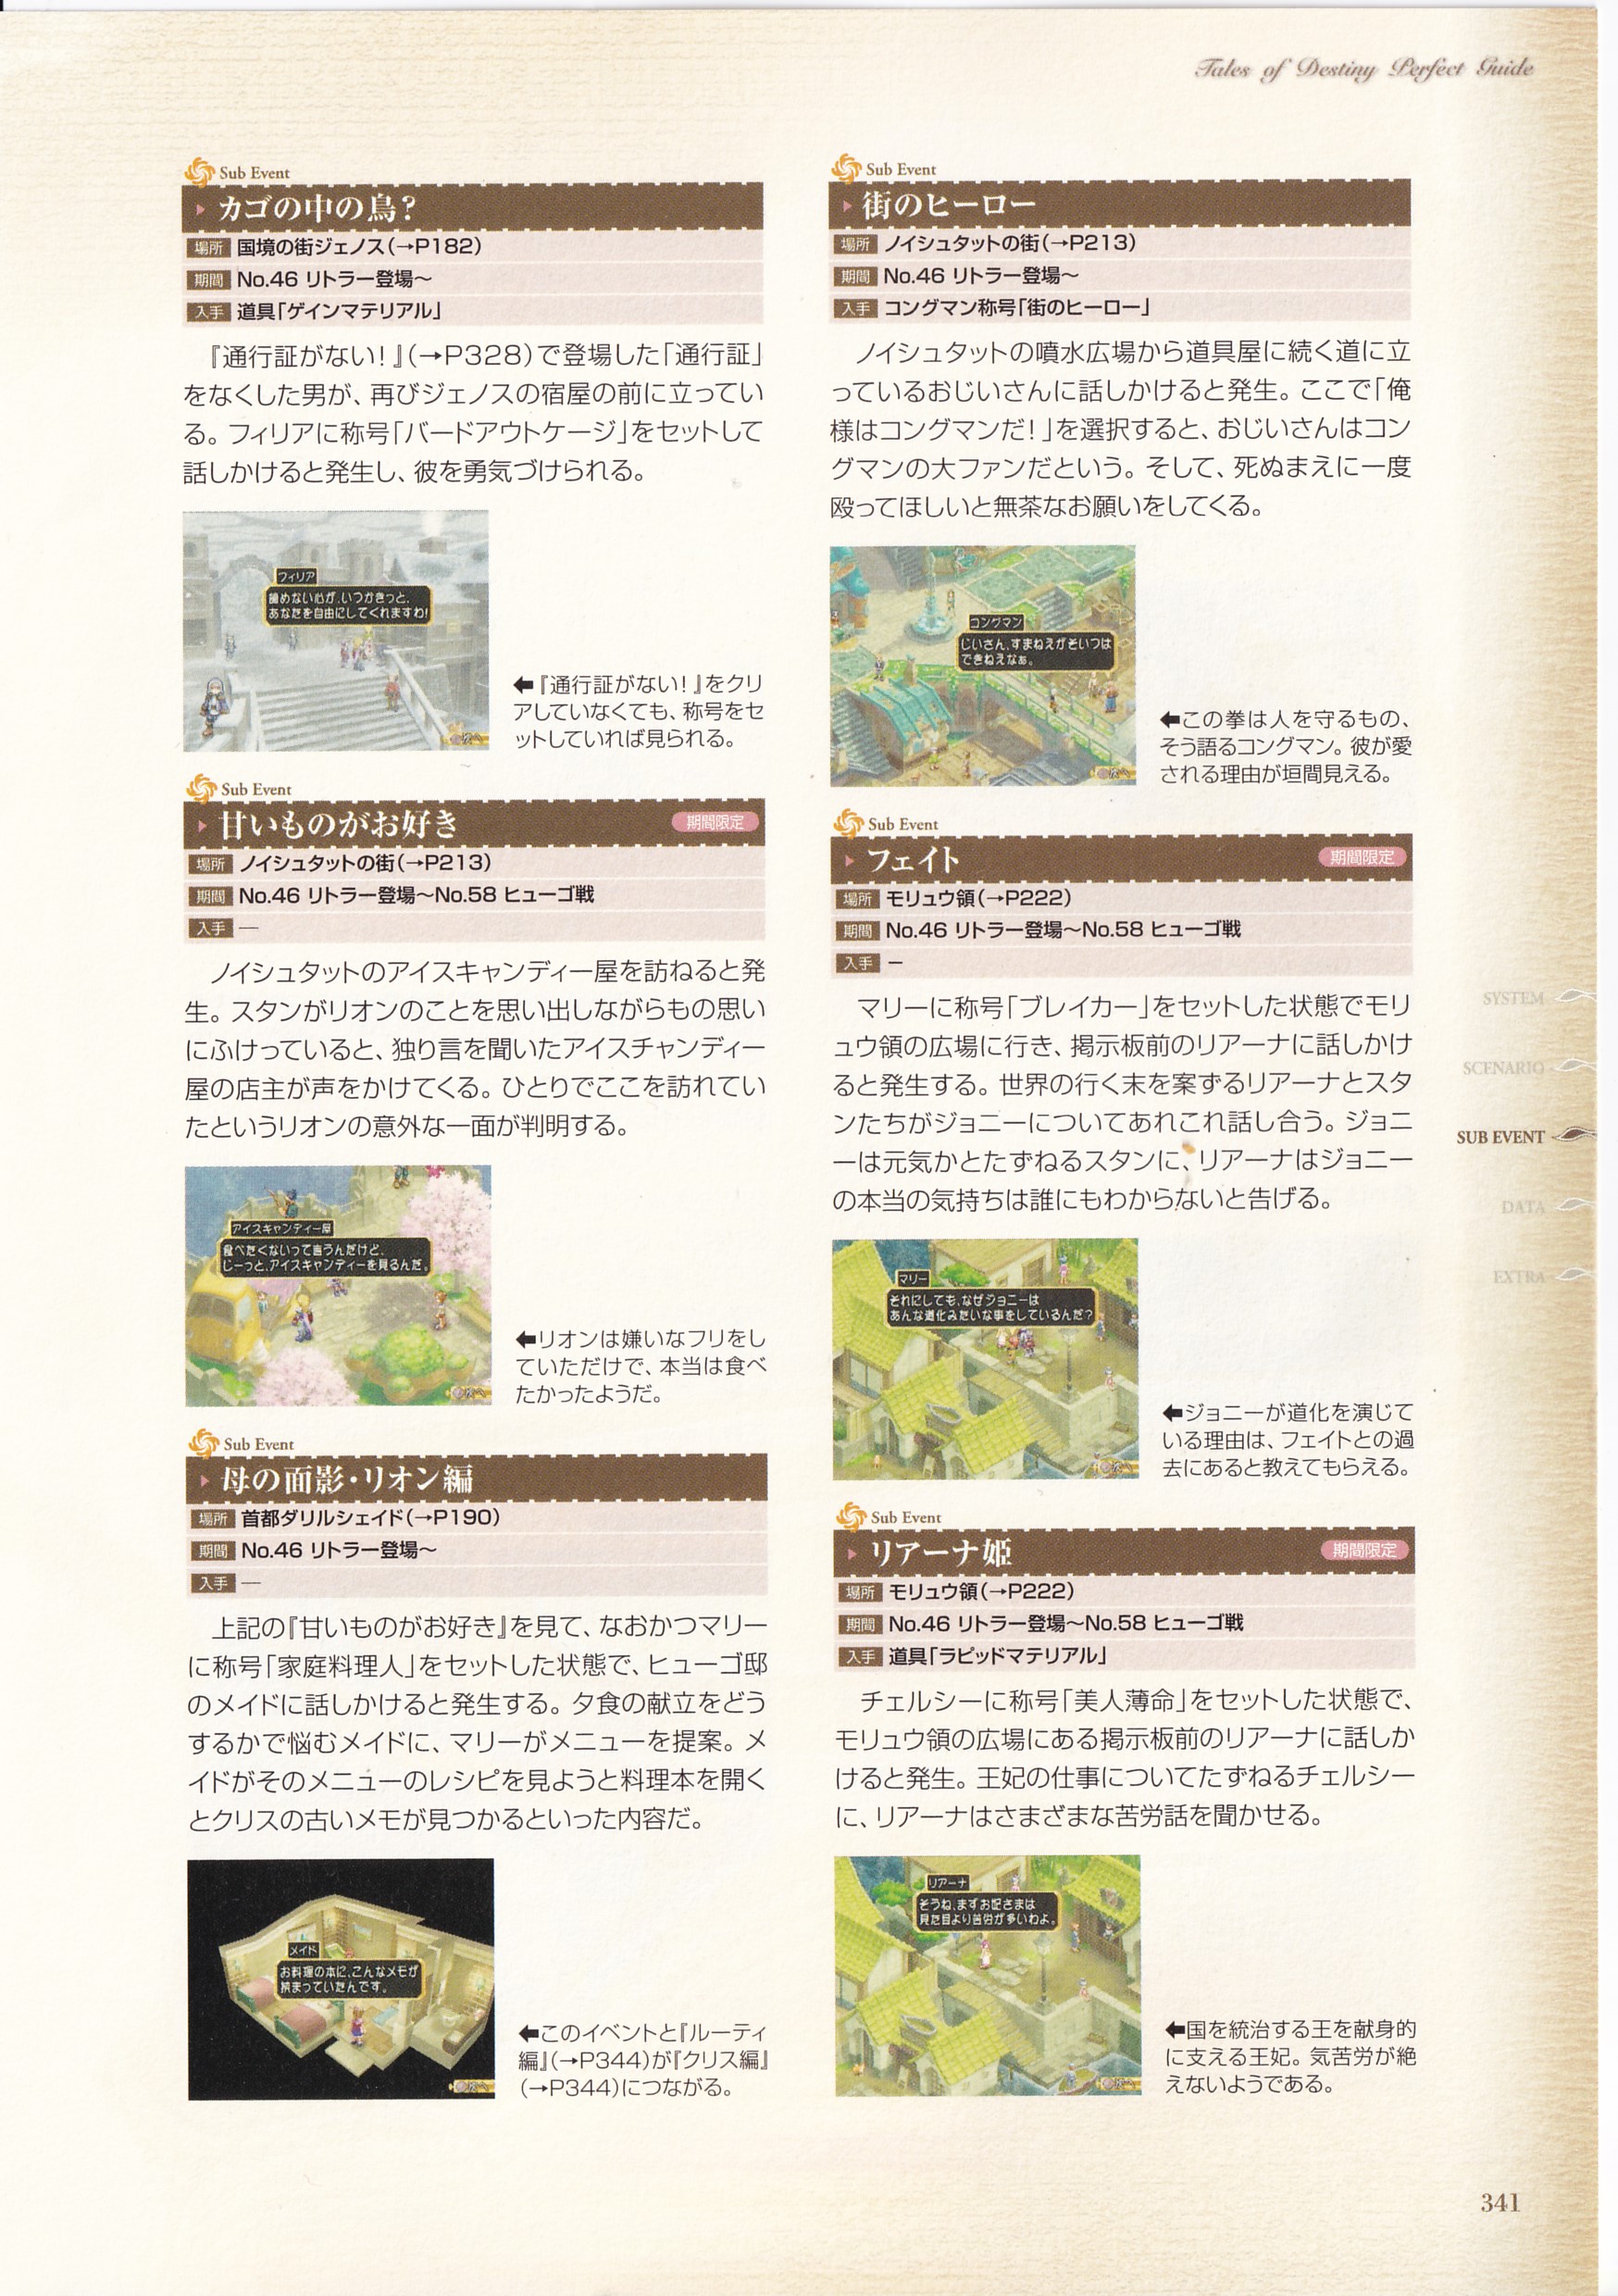 Tales of Destiny Perfect Guide
Sub Event
カゴの中の鳥?
場所 国境の街ジェノス(→P182)
期間 No.46 リトラー登場〜
入手 道具「ゲインマテリアル」
『通行証がない!』(→P328)で登場した「通行証」
をなくした男が、再びジェノスの宿屋の前に立ってい
る。フィリアに称号「バードアウトケージ」をセットして
話しかけると発生し、彼を勇気づけられる。
フィリア
諦めない心が、いつかきっと、
あなたを自由にしてくれますわ!
次へ
←『通行証がない!』をクリ
アしていなくても、称号をセ
ットしていれば見られる。
Sub Event
甘いものがお好き 期間限定
場所 ノイシュタットの街(→P213)
期間 No.46 リトラー登場〜No.58 ヒューゴ戦
入手 —
ノイシュタットのアイスキャンディー屋を訪ねると発
生。スタンがリオンのことを思い出しながらもの思い
にふけっていると、独り言を聞いたアイスチャンディー
屋の店主が声をかけてくる。ひとりでここを訪れてい
たというリオンの意外な一面が判明する。
アイスキャンディー屋
食べたくないって言うんだけど、
じーっと、アイスキャンディーを見るんだ。
次へ
←リオンは嫌いなフリをし
ていただけで、本当は食べ
たかったようだ。
Sub Event
母の面影・リオン編
場所 首都ダリルシェイド(→P190)
期間 No.46 リトラー登場〜
入手 —
上記の『甘いものがお好き』を見て、なおかつマリー
に称号「家庭料理人」をセットした状態で、ヒューゴ邸
のメイドに話しかけると発生する。夕食の献立をどう
するかで悩むメイドに、マリーがメニューを提案。メ
イドがそのメニューのレシピを見ようと料理本を開く
とクリスの古いメモが見つかるといった内容だ。
メイド
お料理の本に、こんなメモが
挟まっていたんです。
次へ
←このイベントと『ルーティ
編』(→P344)が『クリス編』
(→P344)につながる。
Sub Event
街のヒーロー
場所 ノイシュタットの街(→P213)
期間 No.46 リトラー登場〜
入手 コングマン称号「街のヒーロー」
ノイシュタットの噴水広場から道具屋に続く道に立
っているおじいさんに話しかけると発生。ここで「俺
様はコングマンだ!」を選択すると、おじいさんはコン
グマンの大ファンだという。そして、死ぬまえに一度
殴ってほしいと無茶なお願いをしてくる。
コングマン
じいさん、すまねえがそいつは
できねえなぁ。
次へ
←この拳は人を守るもの、
そう語るコングマン。彼が愛
される理由が垣間見える。
Sub Event
フェイト 期間限定
場所 モリュウ領(→P222)
期間 No.46 リトラー登場〜No.58 ヒューゴ戦
入手 −
マリーに称号「ブレイカー」をセットした状態でモリ
ュウ領の広場に行き、掲示板前のリアーナに話しかけ
ると発生する。世界の行く末を案ずるリアーナとスタ
ンたちがジョニーについてあれこれ話し合う。ジョニ
ーは元気かとたずねるスタンに、リアーナはジョニー
の本当の気持ちは誰にもわからないと告げる。
マリー
それにしても、なぜジョニーは
あんな道化みたいな事をしているんだ?
次へ
←ジョニーが道化を演じて
いる理由は、フェイトとの過
去にあると教えてもらえる。
Sub Event
リアーナ姫 期間限定
場所 モリュウ領(→P222)
期間 No.46 リトラー登場〜No.58 ヒューゴ戦
入手 道具「ラピッドマテリアル」
チェルシーに称号「美人薄命」をセットした状態で、
モリュウ領の広場にある掲示板前のリアーナに話しか
けると発生。王妃の仕事についてたずねるチェルシー
に、リアーナはさまざまな苦労話を聞かせる。
リアーナ
そうね、まずお妃さまは
見た目より苦労が多いわよ。
次へ
←国を統治する王を献身的
に支える王妃。気苦労が絶
えないようである。
SYSTEM
SCENARIO
SUB EVENT
DATA
EXTRA
341